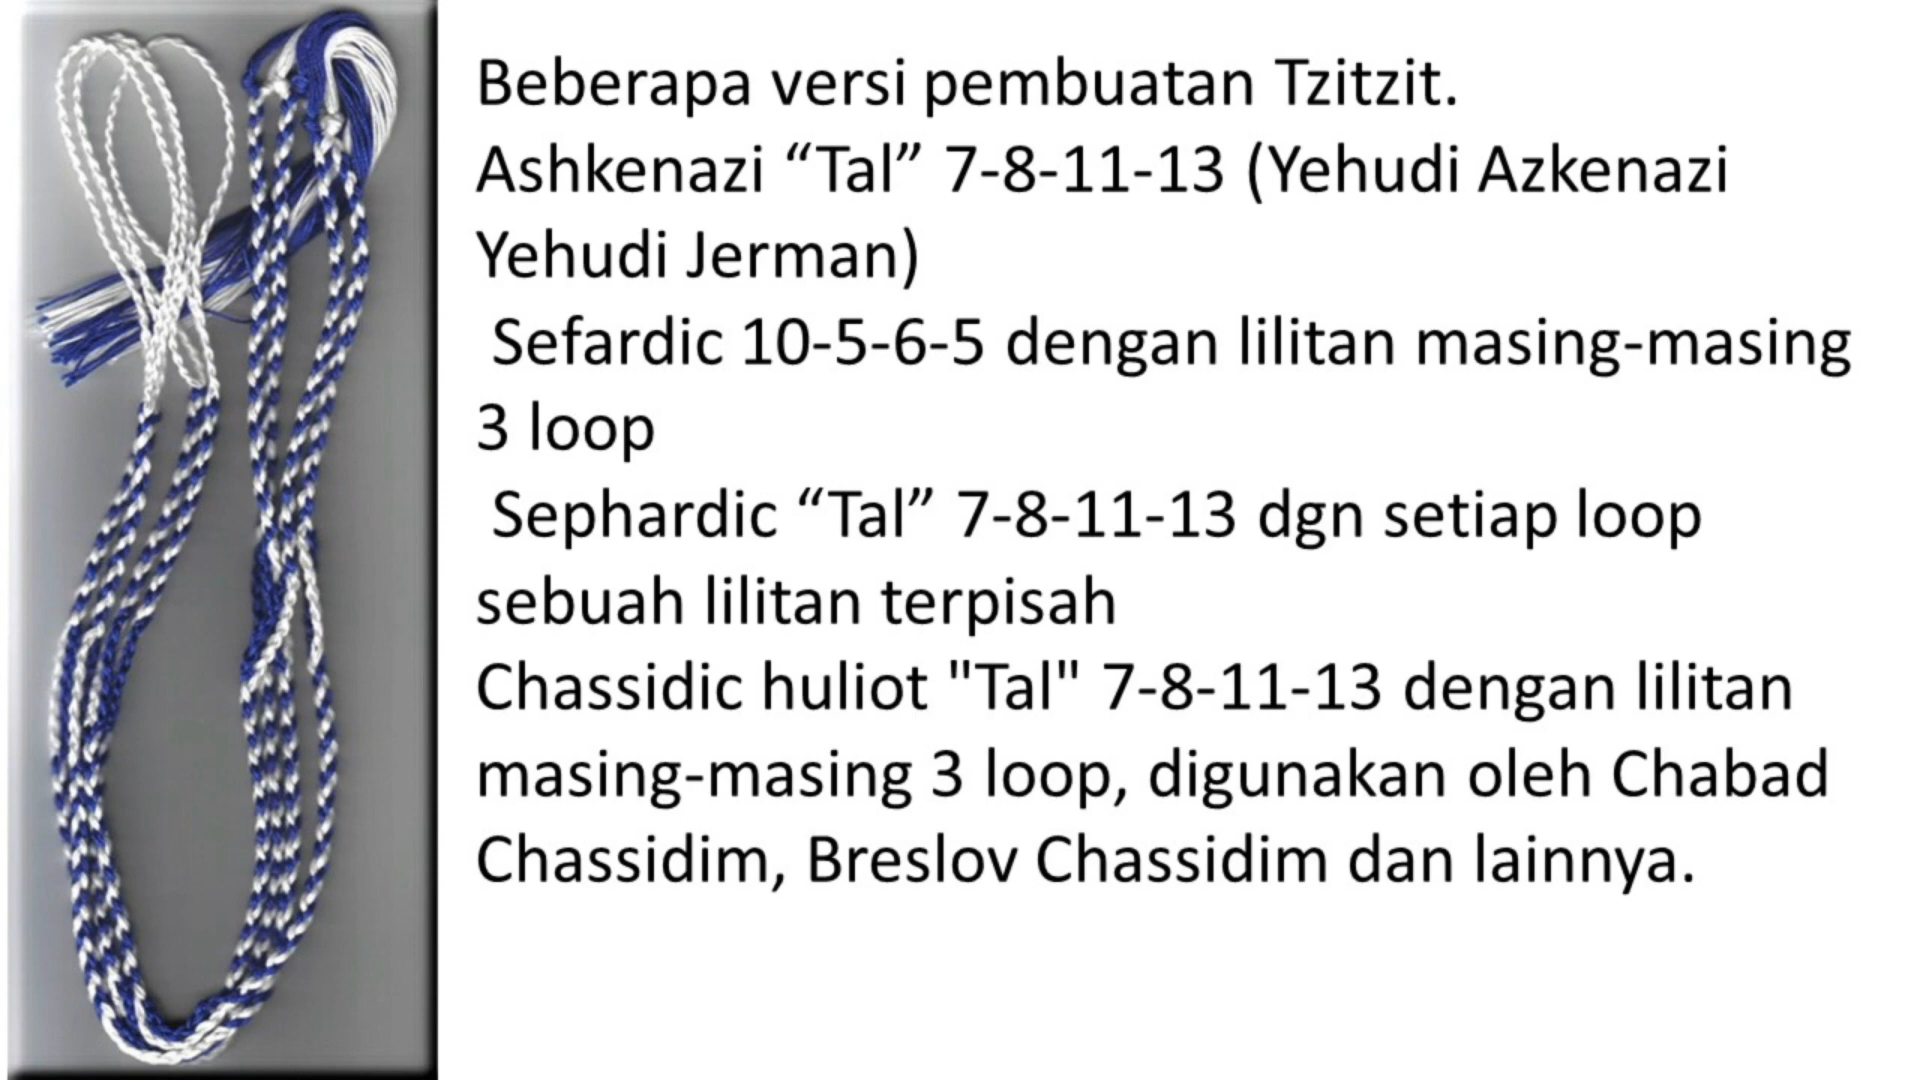 Beberapa versi pembuatan Tzitzit.
Ashkenazi “Tal” 7-8-11-13 (Yehudi Azkenazi
Yehudi Jerman)
Sefardic 10-5-6-5 dengan lilitan masing-masing
3 loop
Sephardic “Tal” 7-8-11-13 dgn setiap loop
sebuah lilitan terpisah
Chassidic huliot "Tal" 7-8-11-13 dengan lilitan
masing-masing 3 loop, digunakan oleh Chabad
Chassidim, Breslov Chassidim dan lainnya.